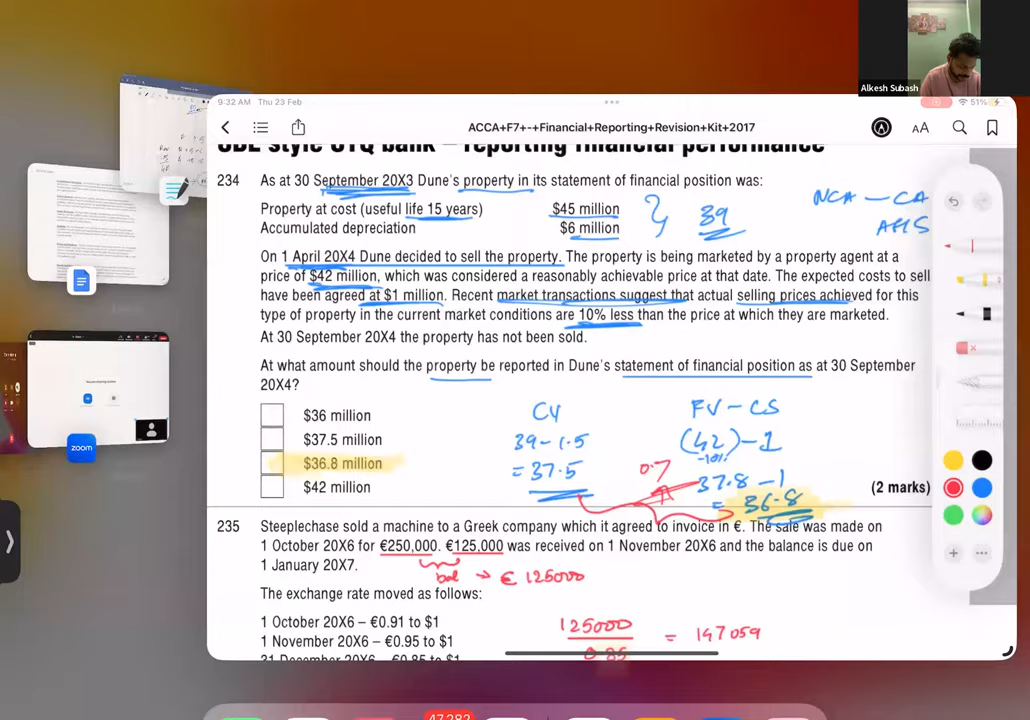 Alkesh Subash
9:32 AM Thu 23 Feb
51%
ACCA+F7+-+Financial+Reporting+Revision+Kit+2017
AA
CBE style OTQ bank – reporting financial performance
234 As at 30 September 20X3 Dune's property in its statement of financial position was:
Property at cost (useful life 15 years) $45 million
Accumulated depreciation $6 million
39
NCA – CA
AHS
On 1 April 20X4 Dune decided to sell the property. The property is being marketed by a property agent at a
price of $42 million, which was considered a reasonably achievable price at that date. The expected costs to sell
have been agreed at $1 million. Recent market transactions suggest that actual selling prices achieved for this
type of property in the current market conditions are 10% less than the price at which they are marketed.
At 30 September 20X4 the property has not been sold.
At what amount should the property be reported in Dune's statement of financial position as at 30 September
20X4?
$36 million
$37.5 million
$36.8 million
$42 million
CV
39 – 1.5
= 37.5
0.7
FV – CS
(42) – 1
-10%
37.8 – 1
= 36.8
(2 marks)
235 Steeplechase sold a machine to a Greek company which it agreed to invoice in €. The sale was made on
1 October 20X6 for €250,000. €125,000 was received on 1 November 20X6 and the balance is due on
1 January 20X7.
bal → € 125000
The exchange rate moved as follows:
1 October 20X6 – €0.91 to $1
1 November 20X6 – €0.95 to $1
31 December 20X6 – €0.85 to $1
125000
0.85
= 147059
zoom
47,282